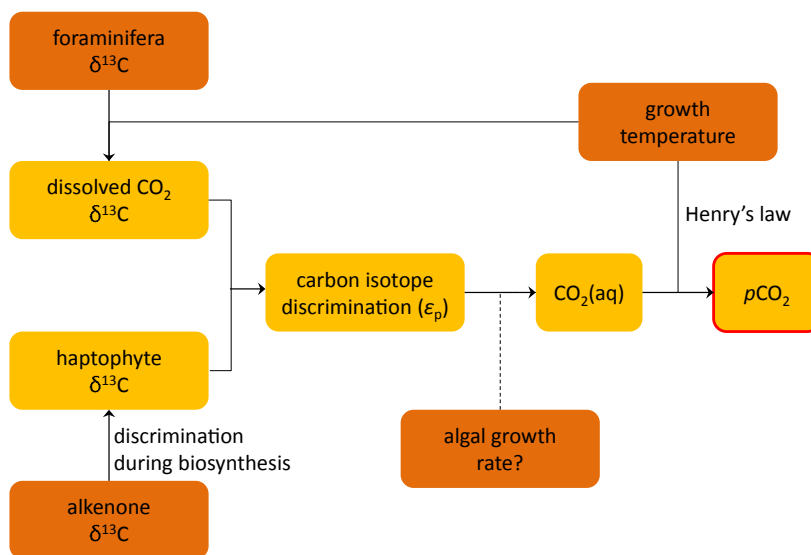 foraminifera
δ¹³C
growth
temperature
dissolved CO₂
δ¹³C
Henry's law
carbon isotope
discrimination (εₚ)
CO₂(aq)
pCO₂
haptophyte
δ¹³C
discrimination
during biosynthesis
algal growth
rate?
alkenone
δ¹³C